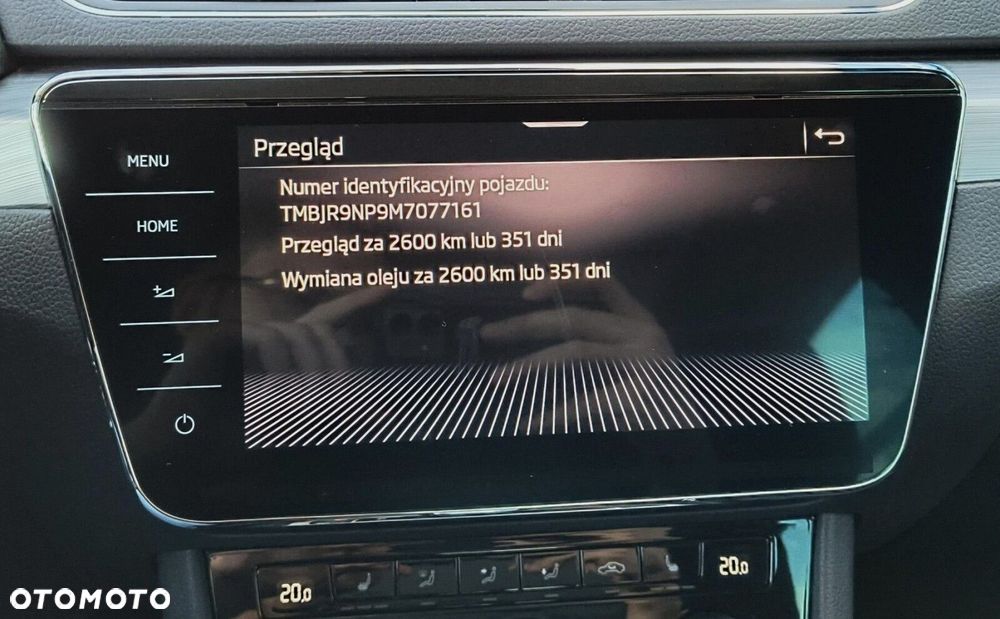 Przegląd
MENU
Numer identyfikacyjny pojazdu:
TMBJR9NP9M7077161
HOME
Przegląd za 2600 km lub 351 dni
Wymiana oleju za 2600 km lub 351 dni
20,0
20,0
OTOMOTO